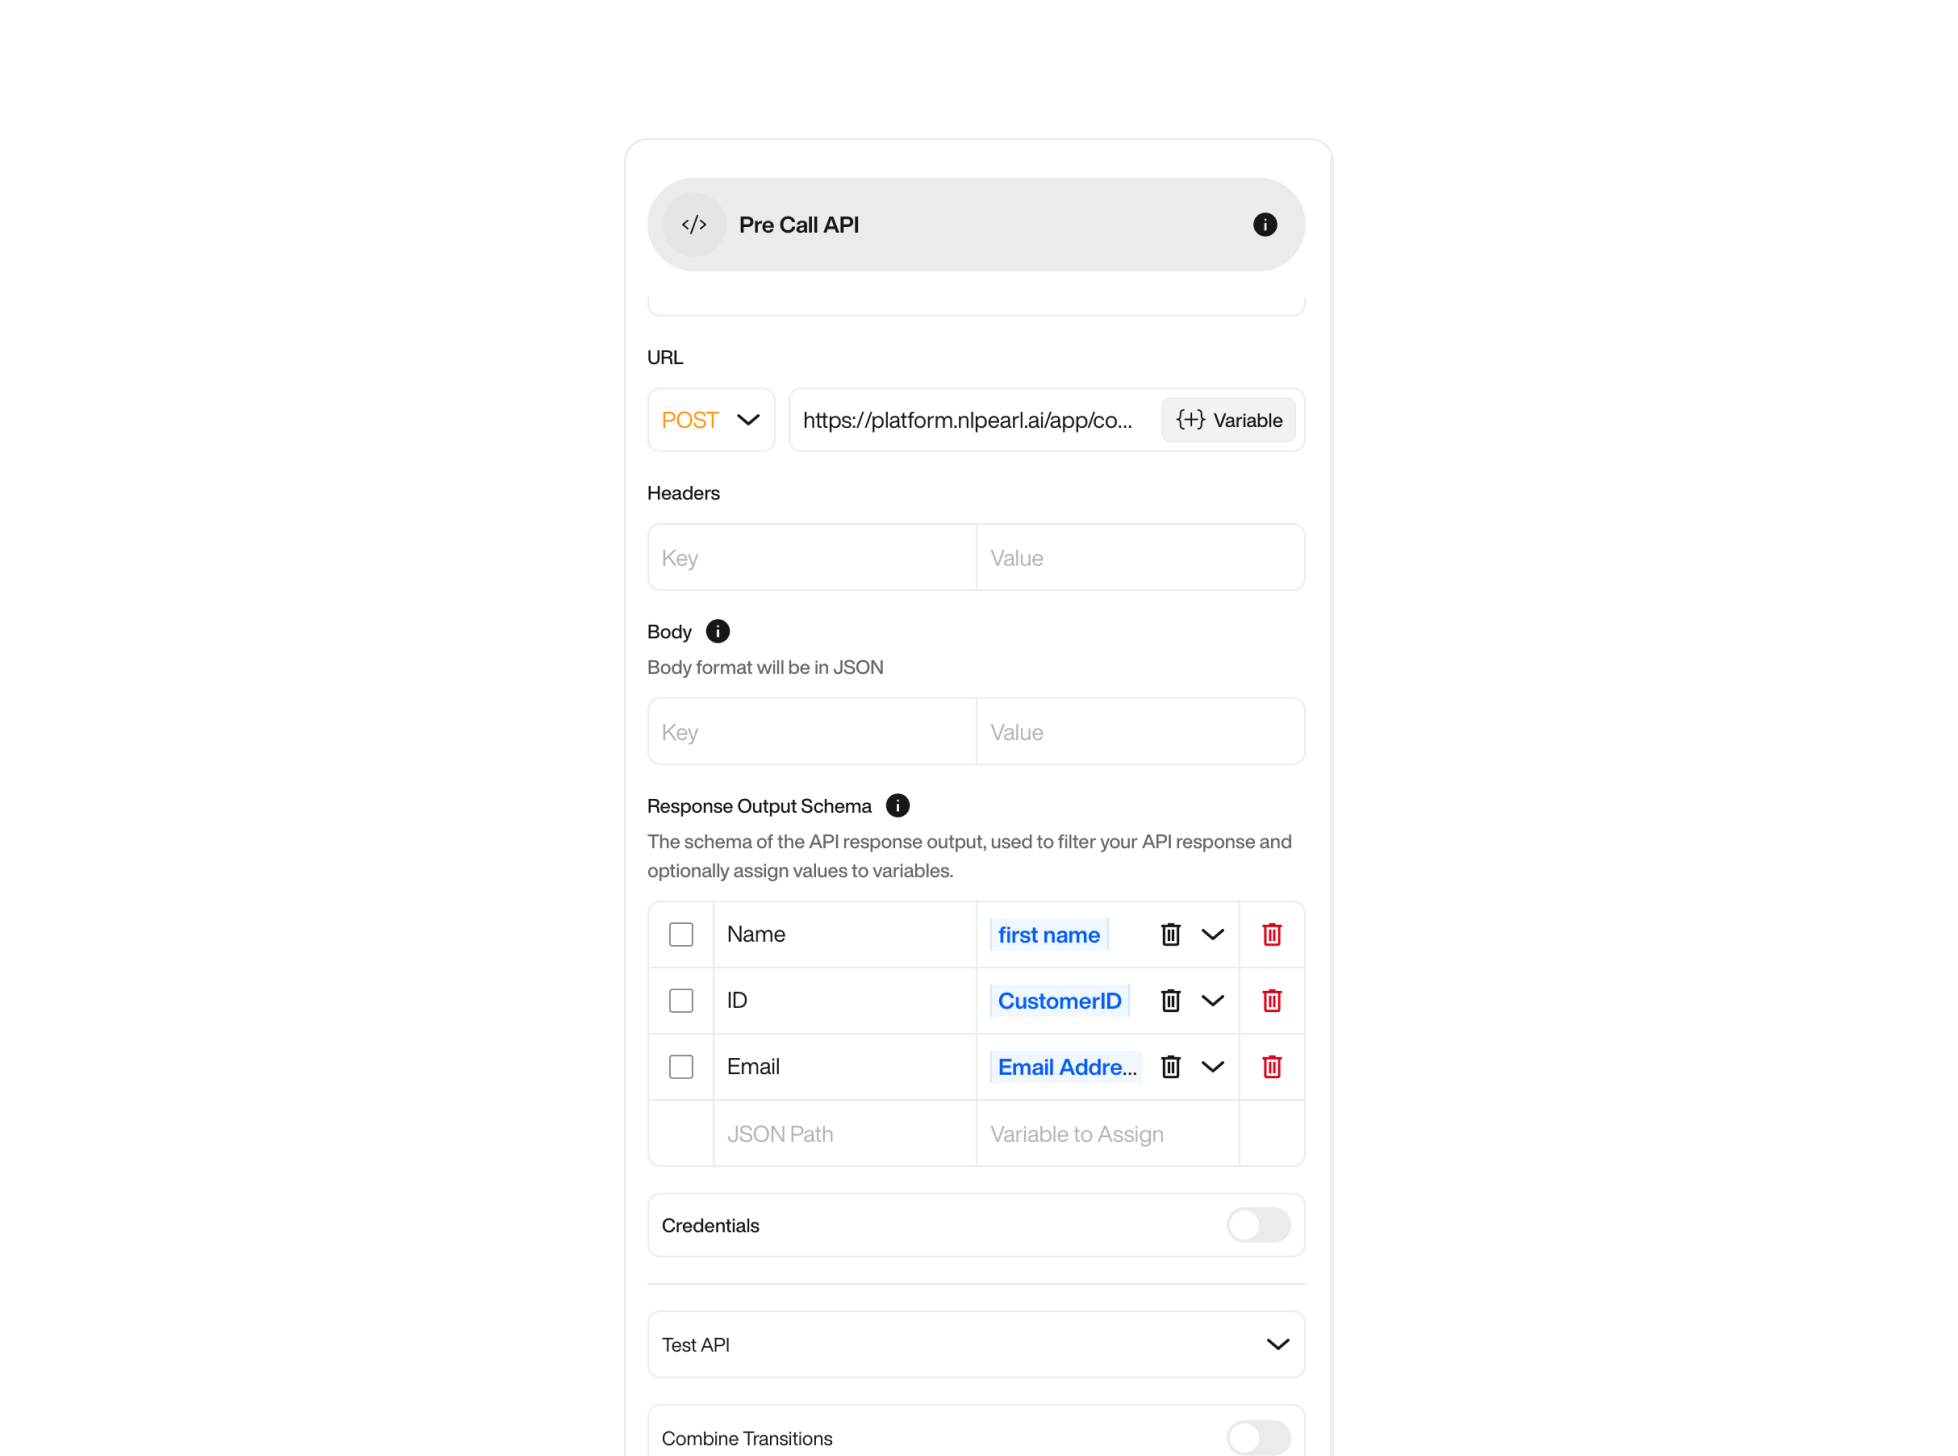 </> Pre Call API
URL
POST https://platform.nlpearl.ai/app/co... {+} Variable
Headers
Key Value
Body
Body format will be in JSON
Key Value
Response Output Schema
The schema of the API response output, used to filter your API response and
optionally assign values to variables.
Name first name
ID CustomerID
Email Email Addre...
JSON Path Variable to Assign
Credentials
Test API
Combine Transitions